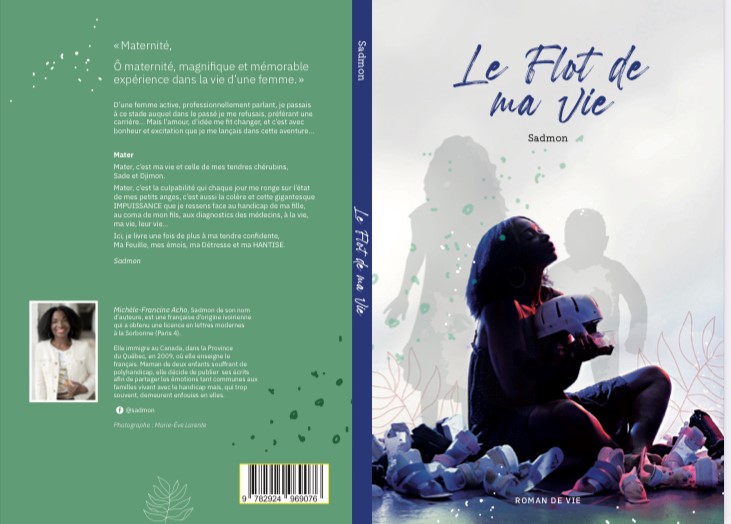 « Maternité,
Ô maternité, magnifique et mémorable
expérience dans la vie d'une femme. »
D'une femme active, professionnellement parlant, je passais
à ce stade auquel dans le passé je me refusais, préférant une
carrière... Mais l'amour, d'idée me fit changer, et c'est avec
bonheur et excitation que je me lançais dans cette aventure...
Mater
Mater, c'est ma vie et celle de mes tendres chérubins,
Sade et Djimon.
Mater, c'est la culpabilité qui chaque jour me ronge sur l'état
de mes petits anges, c'est aussi la colère et cette gigantesque
IMPUISSANCE que je ressens face au handicap de ma fille,
au coma de mon fils, aux diagnostics des médecins, à la vie,
ma vie, leur vie...
Ici, je livre une fois de plus à ma tendre confidente,
Ma Feuille, mes émois, ma Détresse et ma HANTISE.
Sadmon
Michèle-Francine Acho, Sadmon de son nom
d'auteure, est une française d'origine ivoirienne
qui a obtenu une licence en lettres modernes
à la Sorbonne (Paris 4).
Elle immigre au Canada, dans la Province
du Québec, en 2009, où elle enseigne le
français. Maman de deux enfants souffrant de
polyhandicap, elle décide de publier ses écrits
afin de partager les émotions tant communes aux
familles vivant avec le handicap mais, qui trop
souvent, demeurent enfouies en elles.
@sadmon
Photographe : Marie-Ève Larente
9 782924 969076
Sadmon
Le Flot de ma Vie
Le Flot de
ma Vie
Sadmon
ROMAN DE VIE